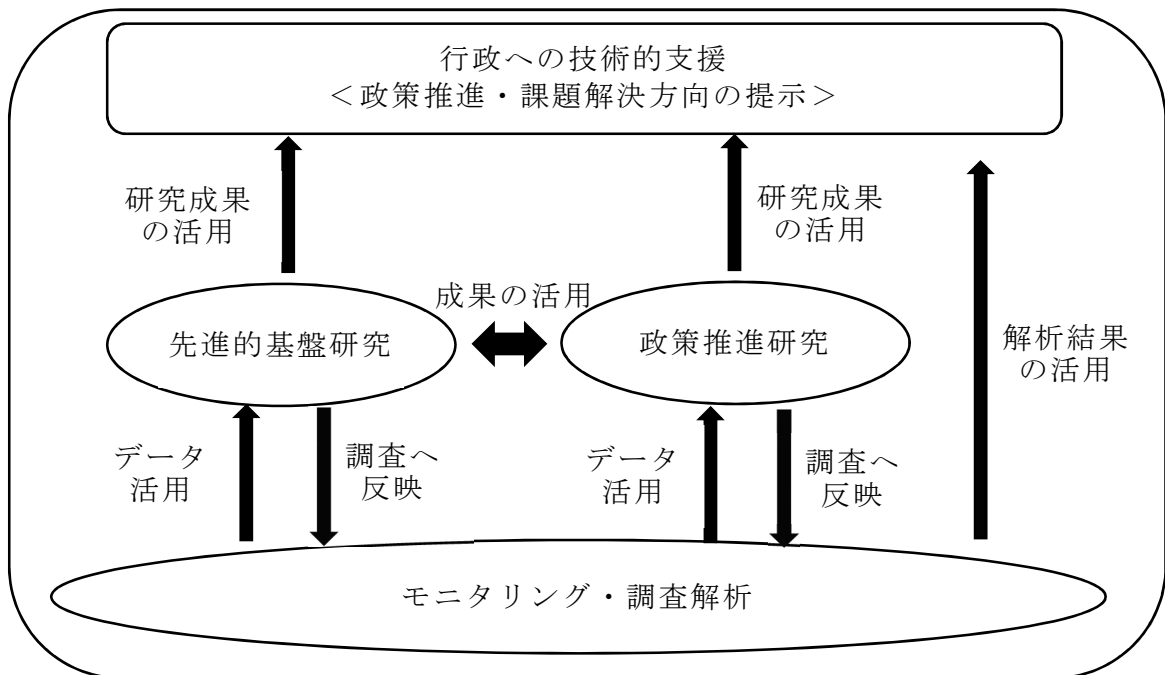 行政への技術的支援
＜政策推進・課題解決方向の提示＞
研究成果
の活用
研究成果
の活用
成果の活用
先進的基盤研究
政策推進研究
解析結果
の活用
データ
活用
調査へ
反映
データ
活用
調査へ
反映
モニタリング・調査解析